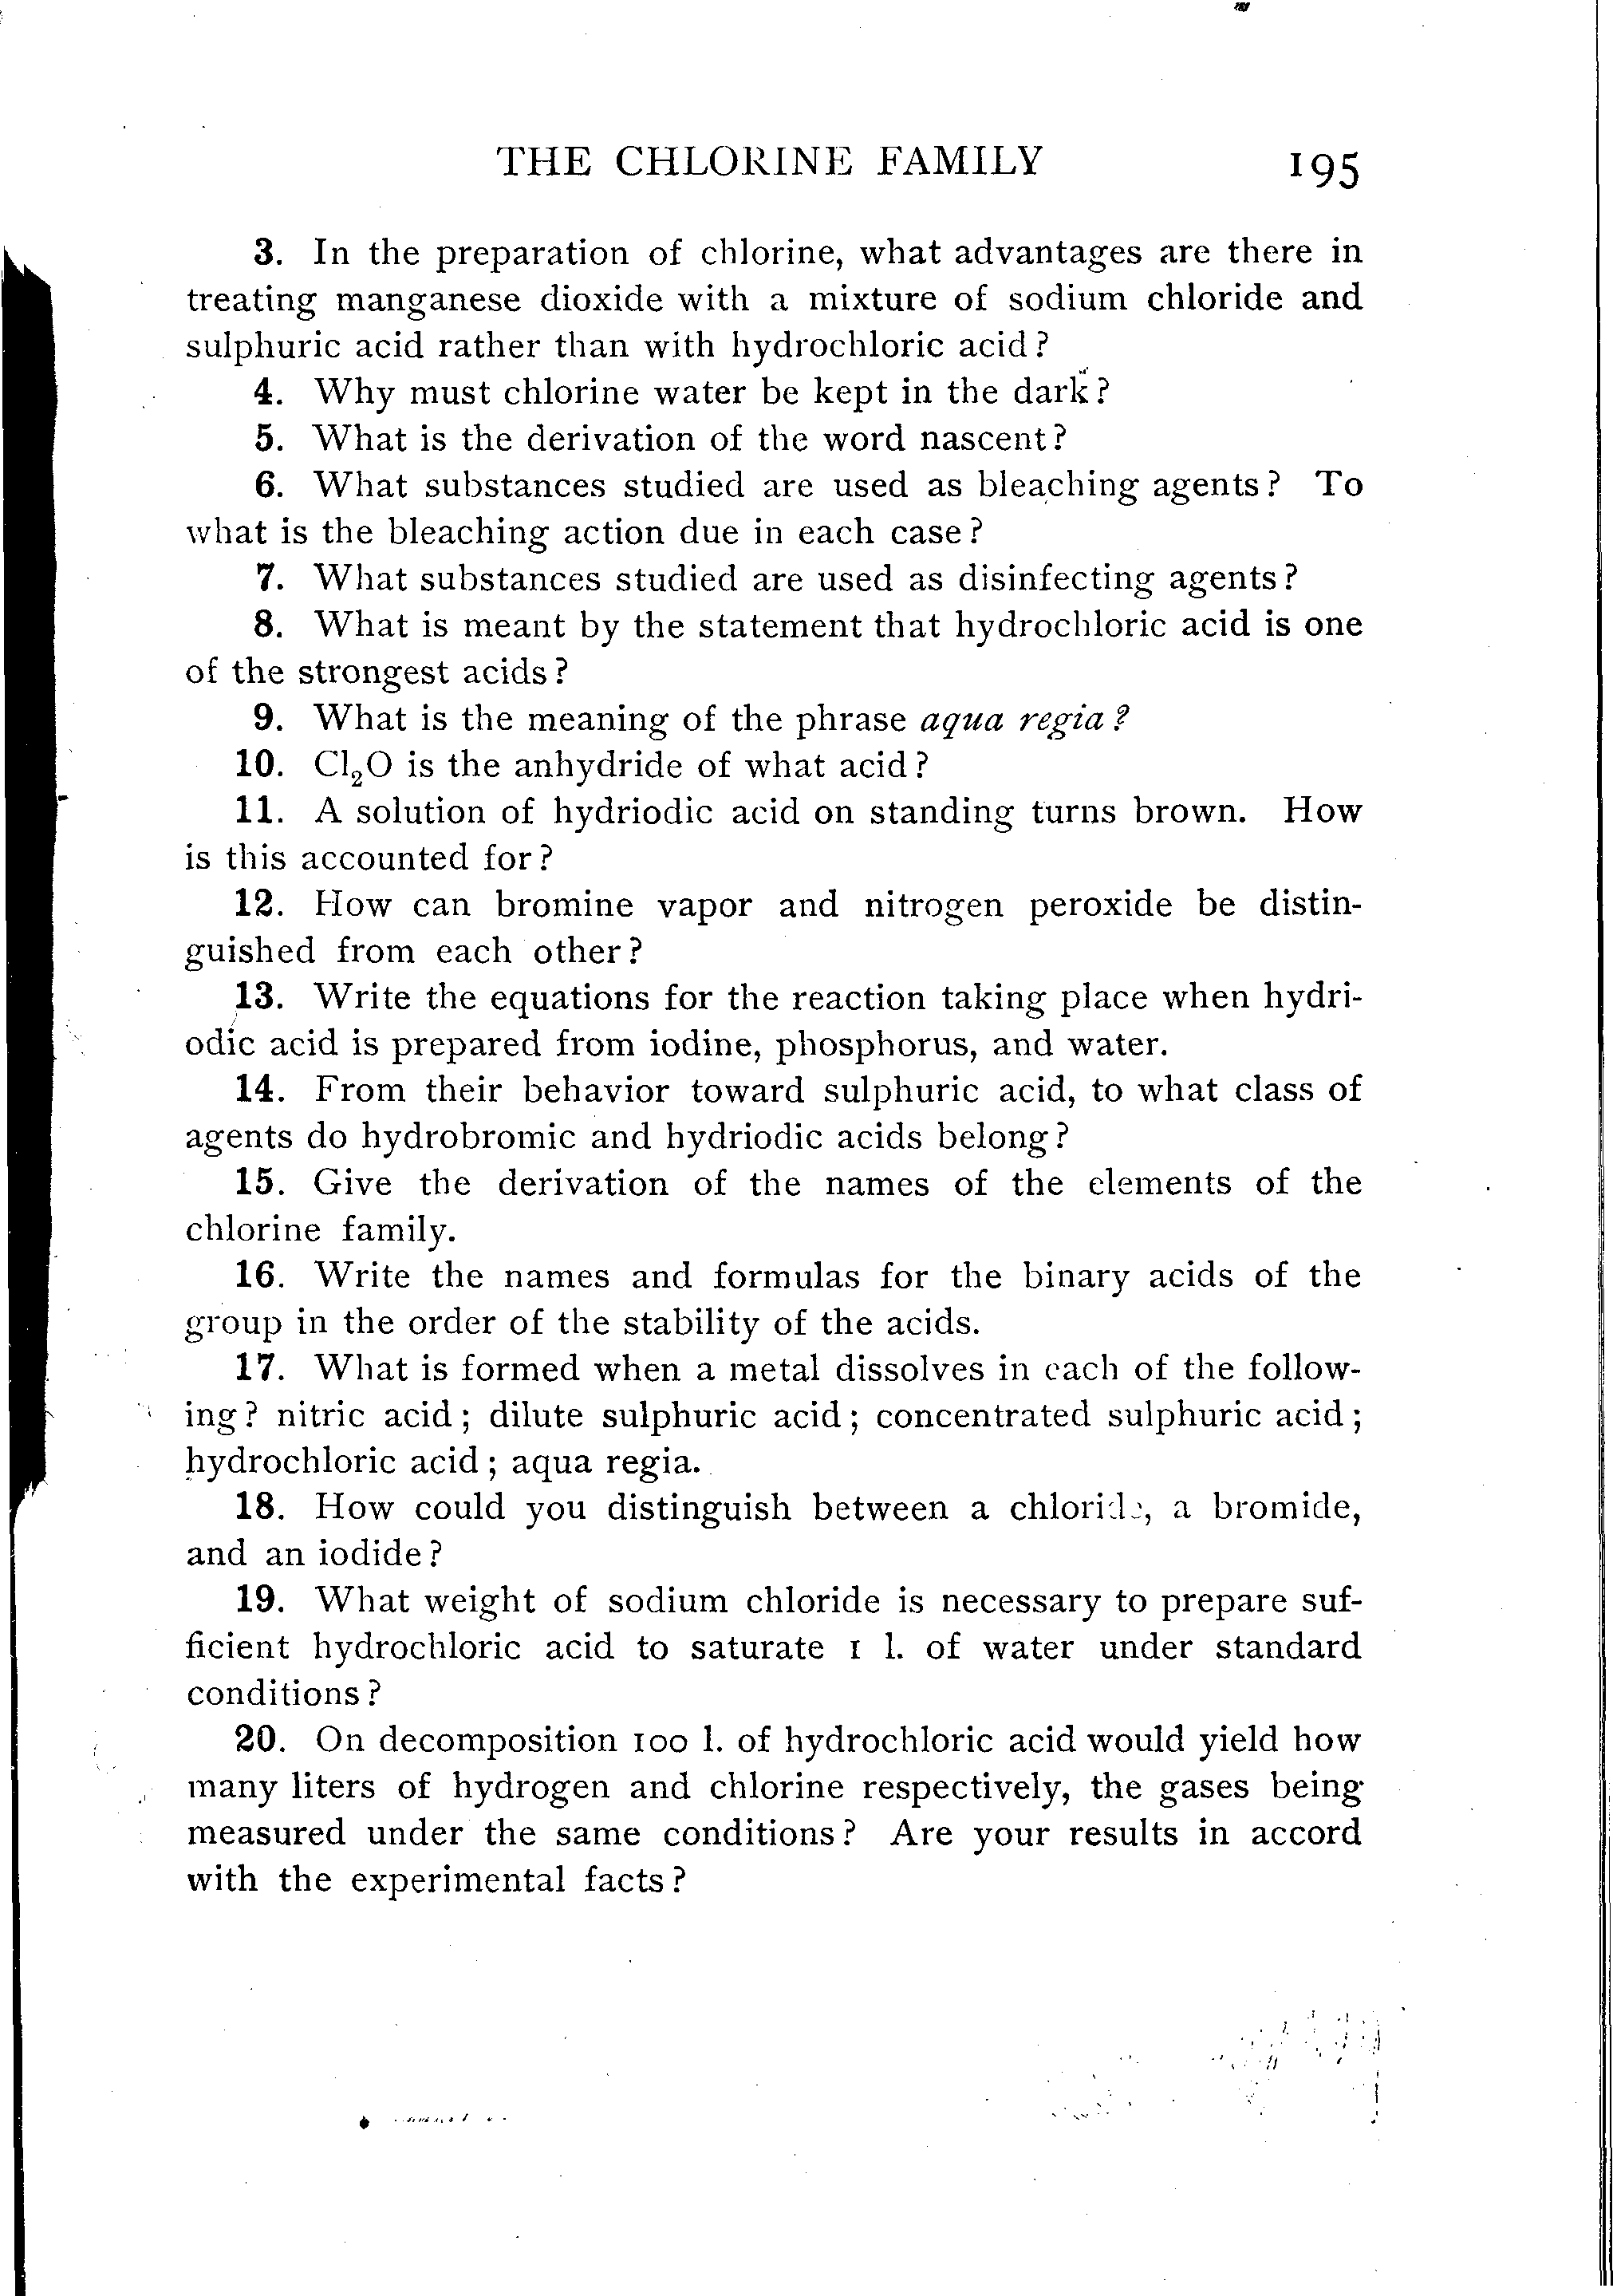 THE CHLORINE FAMILY 195
3. In the preparation of chlorine, what advantages are there in
treating manganese dioxide with a mixture of sodium chloride and
sulphuric acid rather than with hydrochloric acid?
4. Why must chlorine water be kept in the dark?
5. What is the derivation of the word nascent?
6. What substances studied are used as bleaching agents? To
what is the bleaching action due in each case?
7. What substances studied are used as disinfecting agents?
8. What is meant by the statement that hydrochloric acid is one
of the strongest acids?
9. What is the meaning of the phrase aqua regia?
10. Cl₂O is the anhydride of what acid?
11. A solution of hydriodic acid on standing turns brown. How
is this accounted for?
12. How can bromine vapor and nitrogen peroxide be distin-
guished from each other?
13. Write the equations for the reaction taking place when hydri-
odic acid is prepared from iodine, phosphorus, and water.
14. From their behavior toward sulphuric acid, to what class of
agents do hydrobromic and hydriodic acids belong?
15. Give the derivation of the names of the elements of the
chlorine family.
16. Write the names and formulas for the binary acids of the
group in the order of the stability of the acids.
17. What is formed when a metal dissolves in each of the follow-
ing? nitric acid; dilute sulphuric acid; concentrated sulphuric acid;
hydrochloric acid; aqua regia.
18. How could you distinguish between a chloride, a bromide,
and an iodide?
19. What weight of sodium chloride is necessary to prepare suf-
ficient hydrochloric acid to saturate 1 l. of water under standard
conditions?
20. On decomposition 100 l. of hydrochloric acid would yield how
many liters of hydrogen and chlorine respectively, the gases being
measured under the same conditions? Are your results in accord
with the experimental facts?